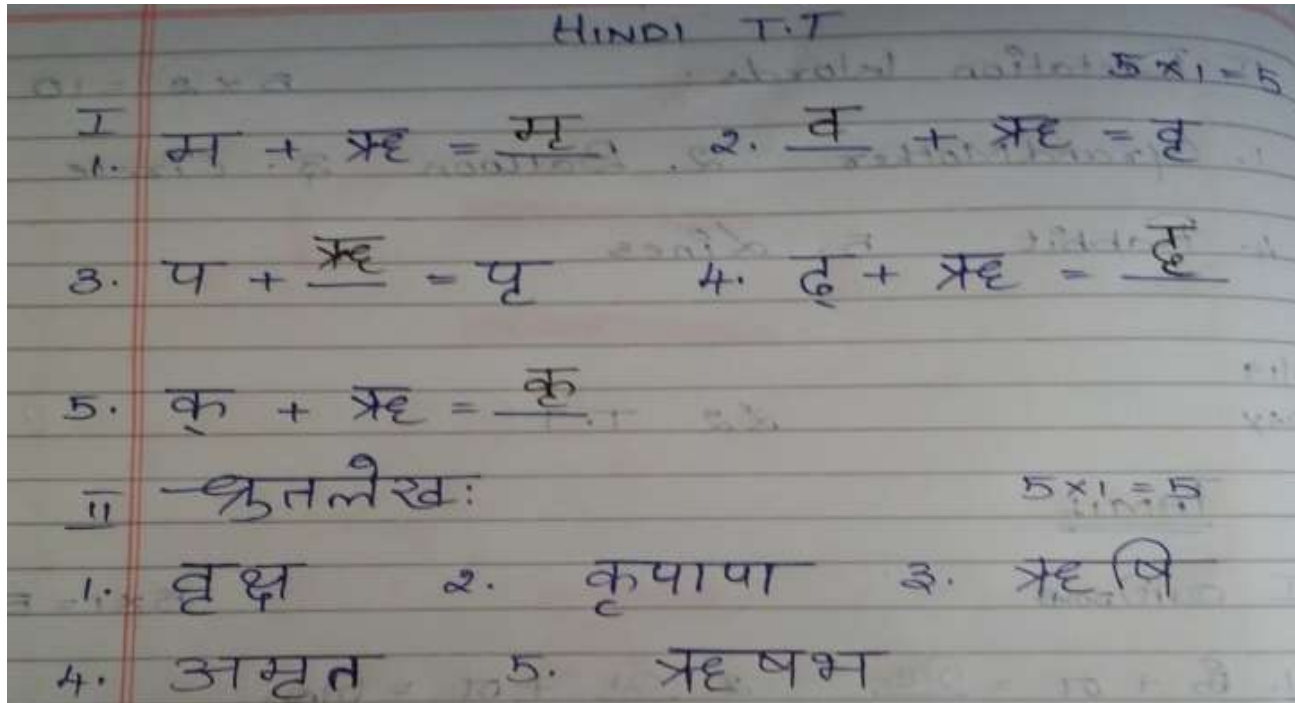 HINDI T.T
5 x 1 = 5
I
1. म + ऋ = मृ. 2. व + ऋ = वृ
3. प + ऋ = पृ 4. द् + ऋ = दृ
5. क् + ऋ = कृ
II श्रुतलेख: 5 x 1 = 5
1. वृक्ष 2. कृपापा 3. ऋषि
4. अमृत 5. ऋषभ